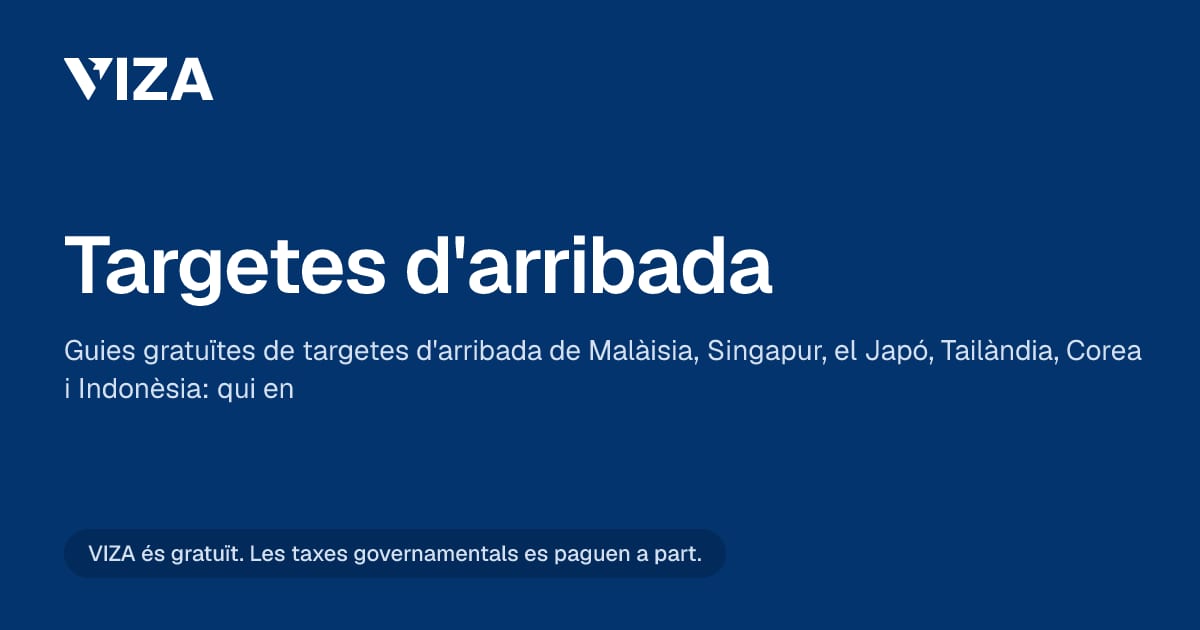 VIZA
Targetes d'arribada
Guies gratuïtes de targetes d'arribada de Malàisia, Singapur, el Japó, Tailàndia, Corea
i Indonèsia: qui en
VIZA és gratuït. Les taxes governamentals es paguen a part.